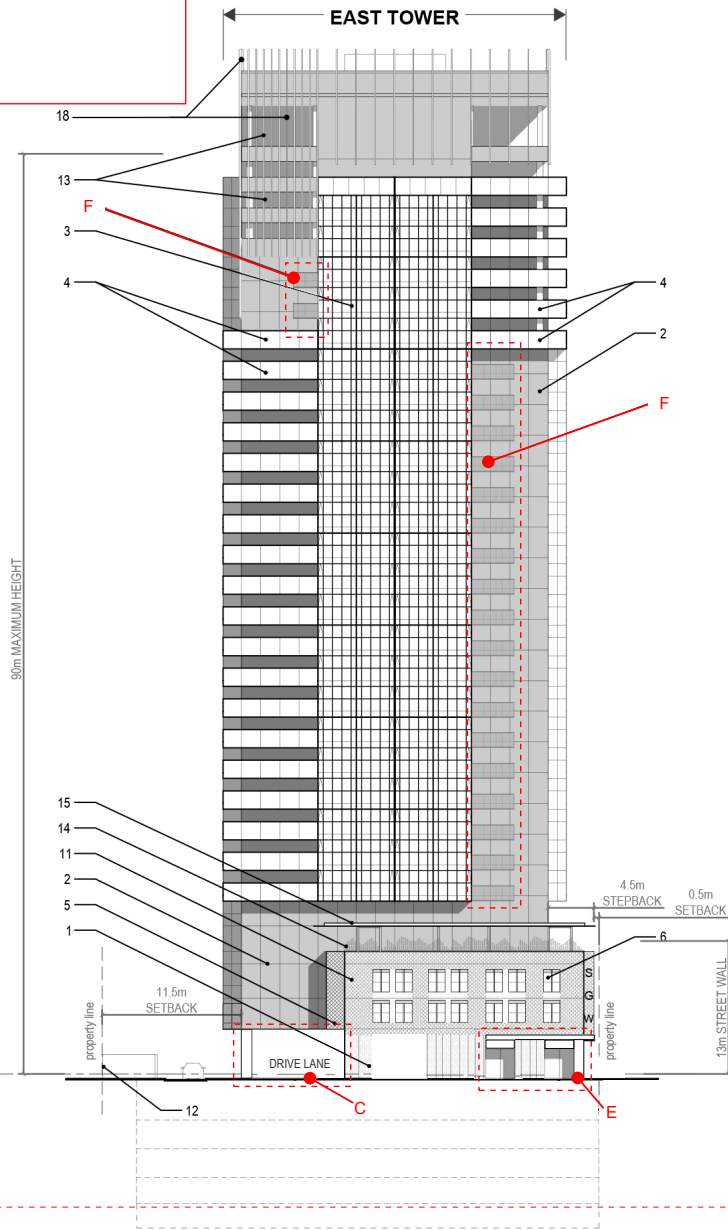 EAST TOWER
18
13
F
3
4
4
2
F
90m MAXIMUM HEIGHT
15
14
11
2
5
1
4.5m
STEPBACK
0.5m
SETBACK
6
S
G
W
11.5m
SETBACK
property line
property line
13m STREET WALL
DRIVE LANE
12
C
E